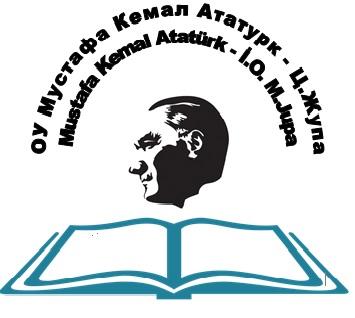 ОУ Мустафа Кемал Ататурк - Ц.Жупа
Mustafa Kemal Atatürk - İ.O. M.Jupa